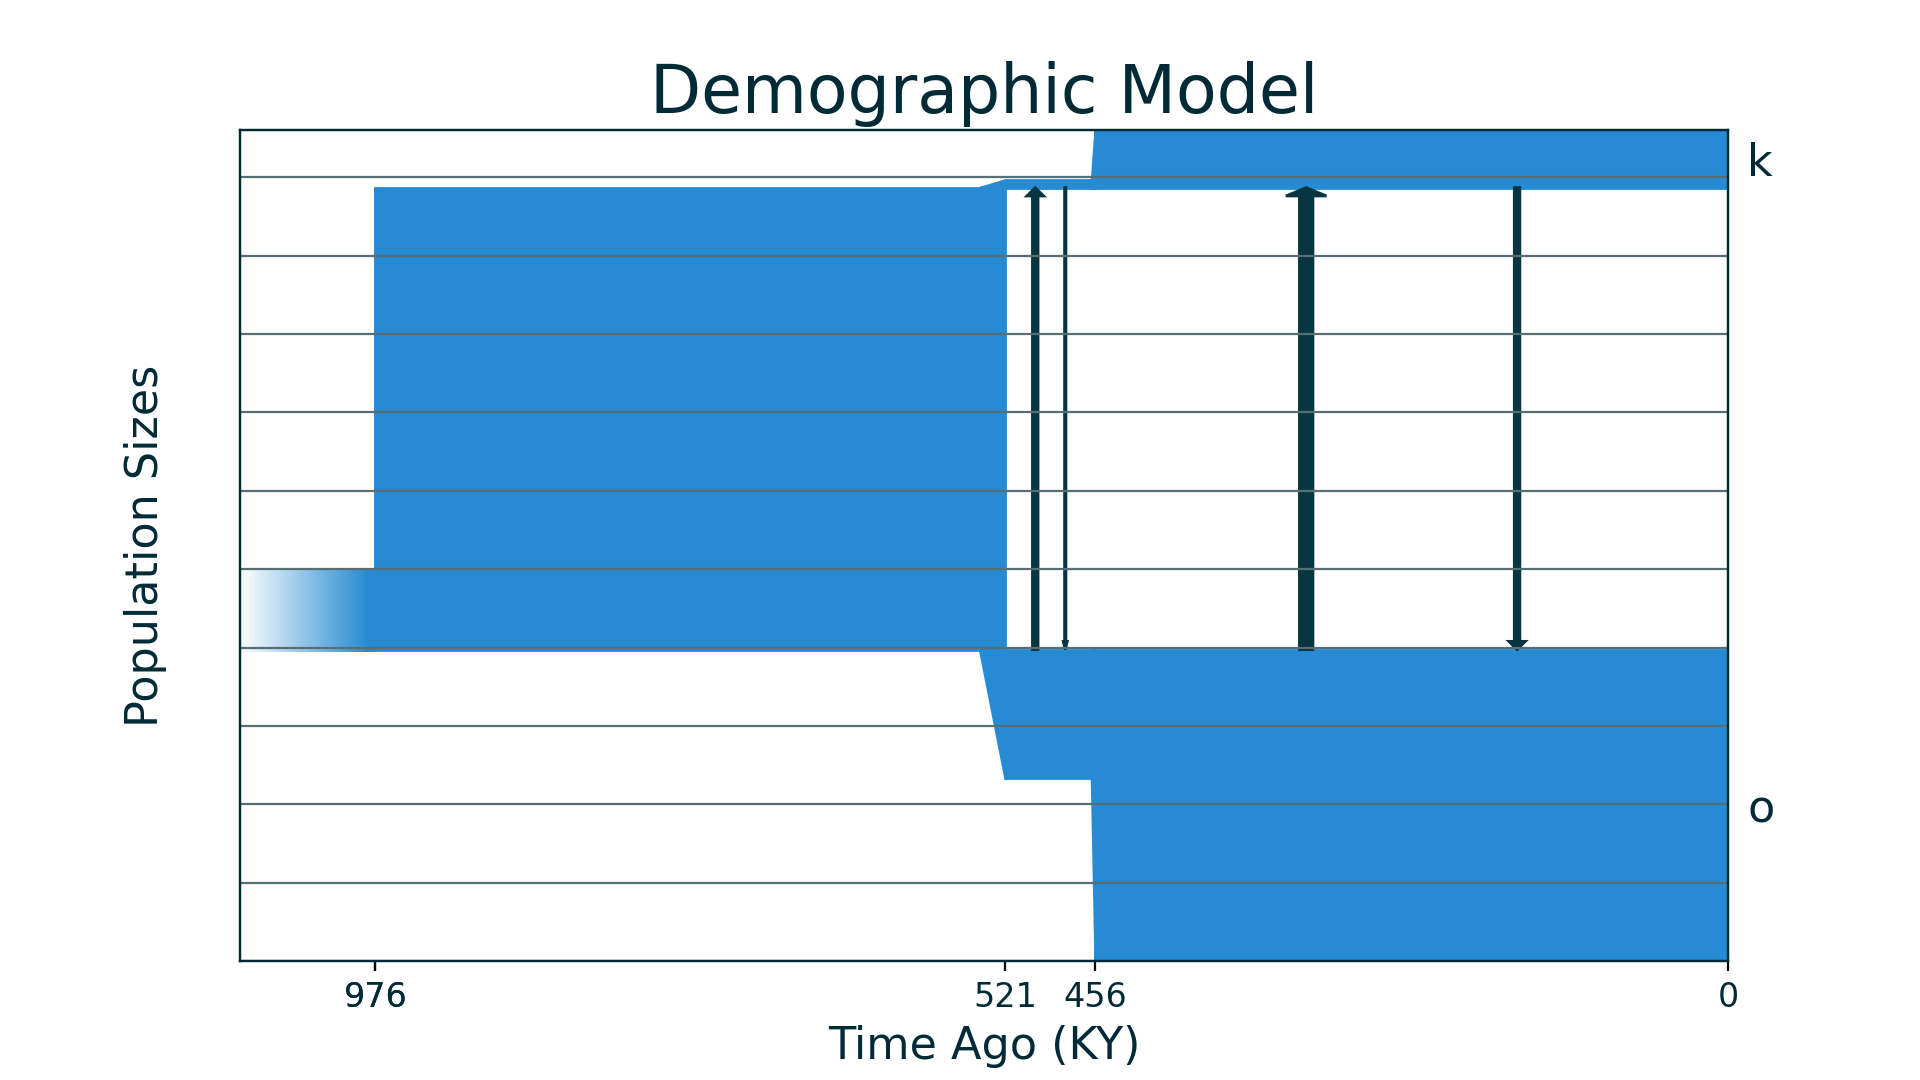 Demographic Model
k
Population Sizes
o
976
521
456
0
Time Ago (KY)